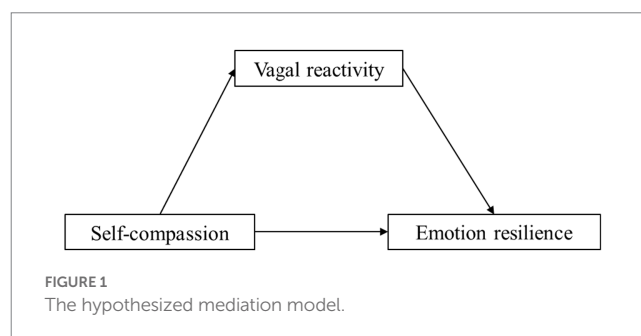 Vagal reactivity
Self-compassion
Emotion resilience
FIGURE 1
The hypothesized mediation model.